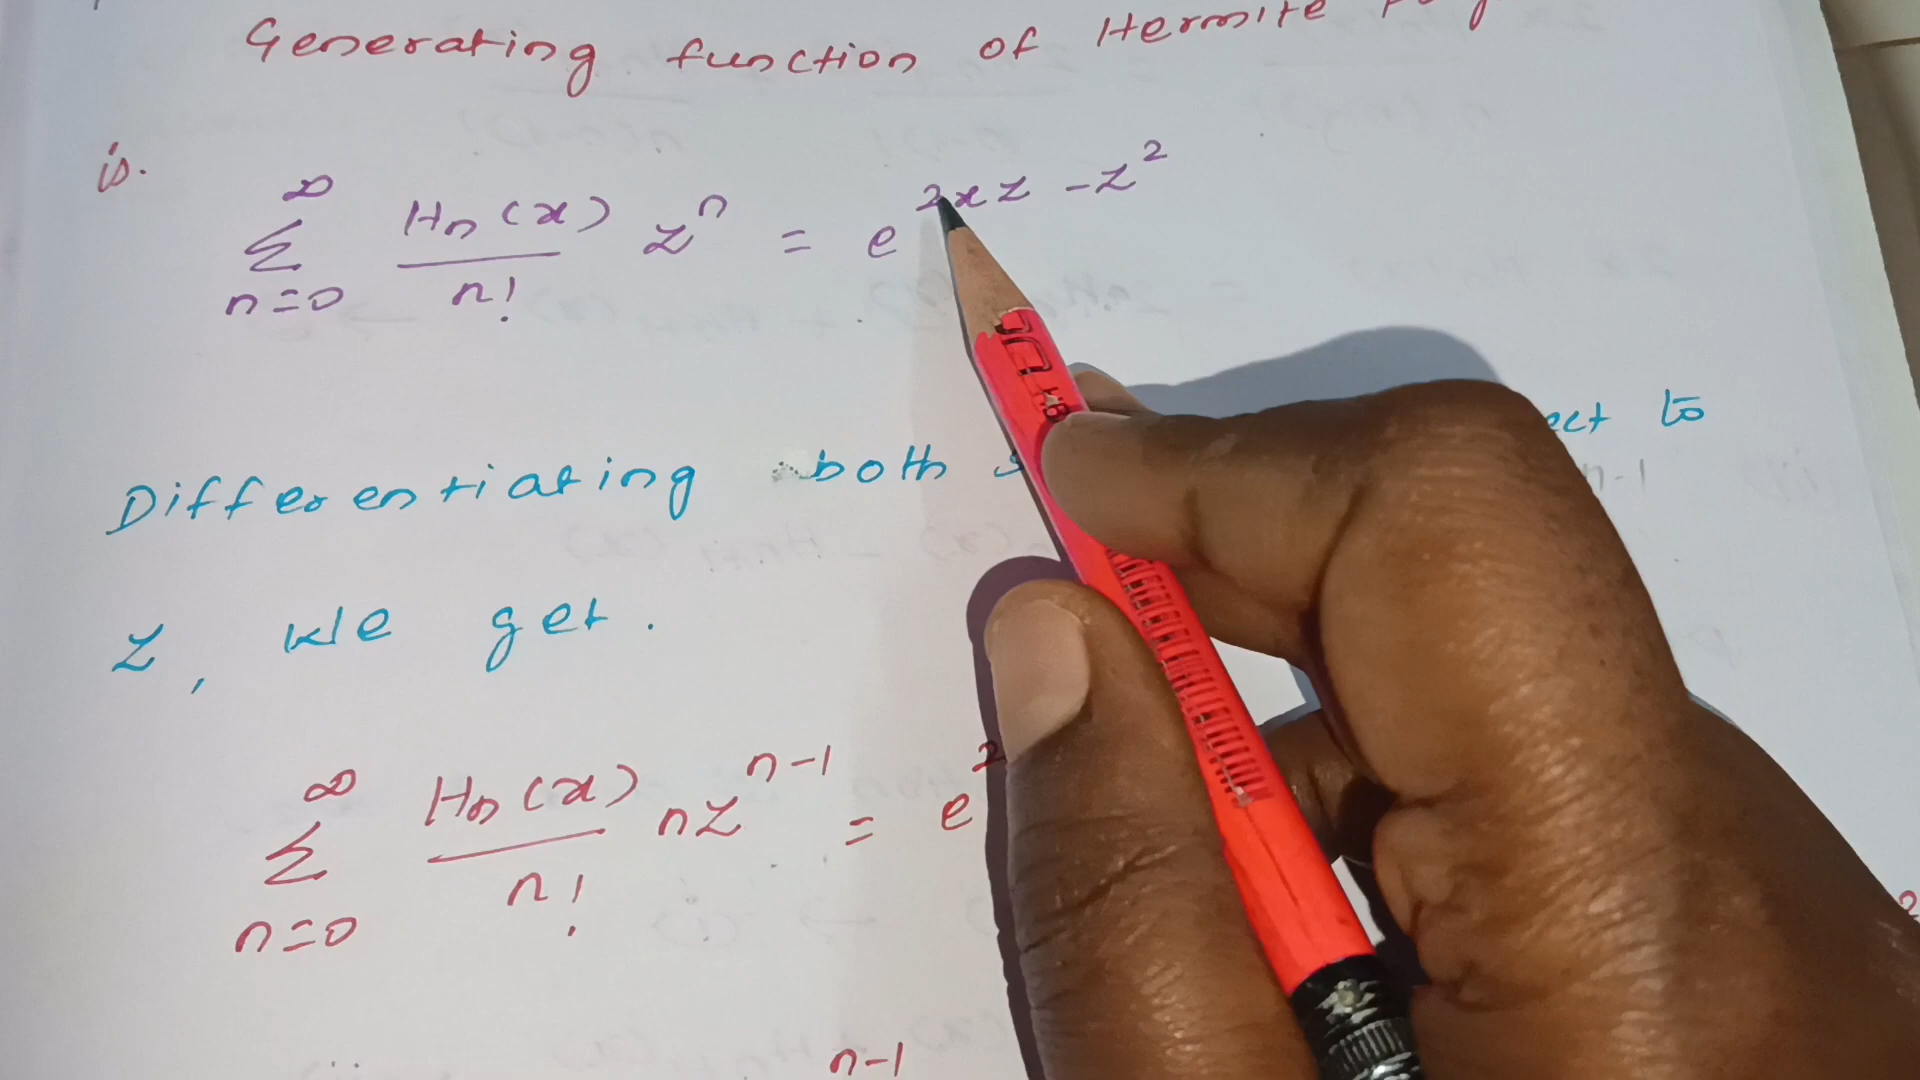 Generating function of Hermite
is.
∞
∑ Hn(x)/n! z^n = e^{2xz - z^2}
n=0
Differentiating both to
z, we get.
∞
∑ Hn(x)/n! nz^{n-1} = e^2
n=0
n-1